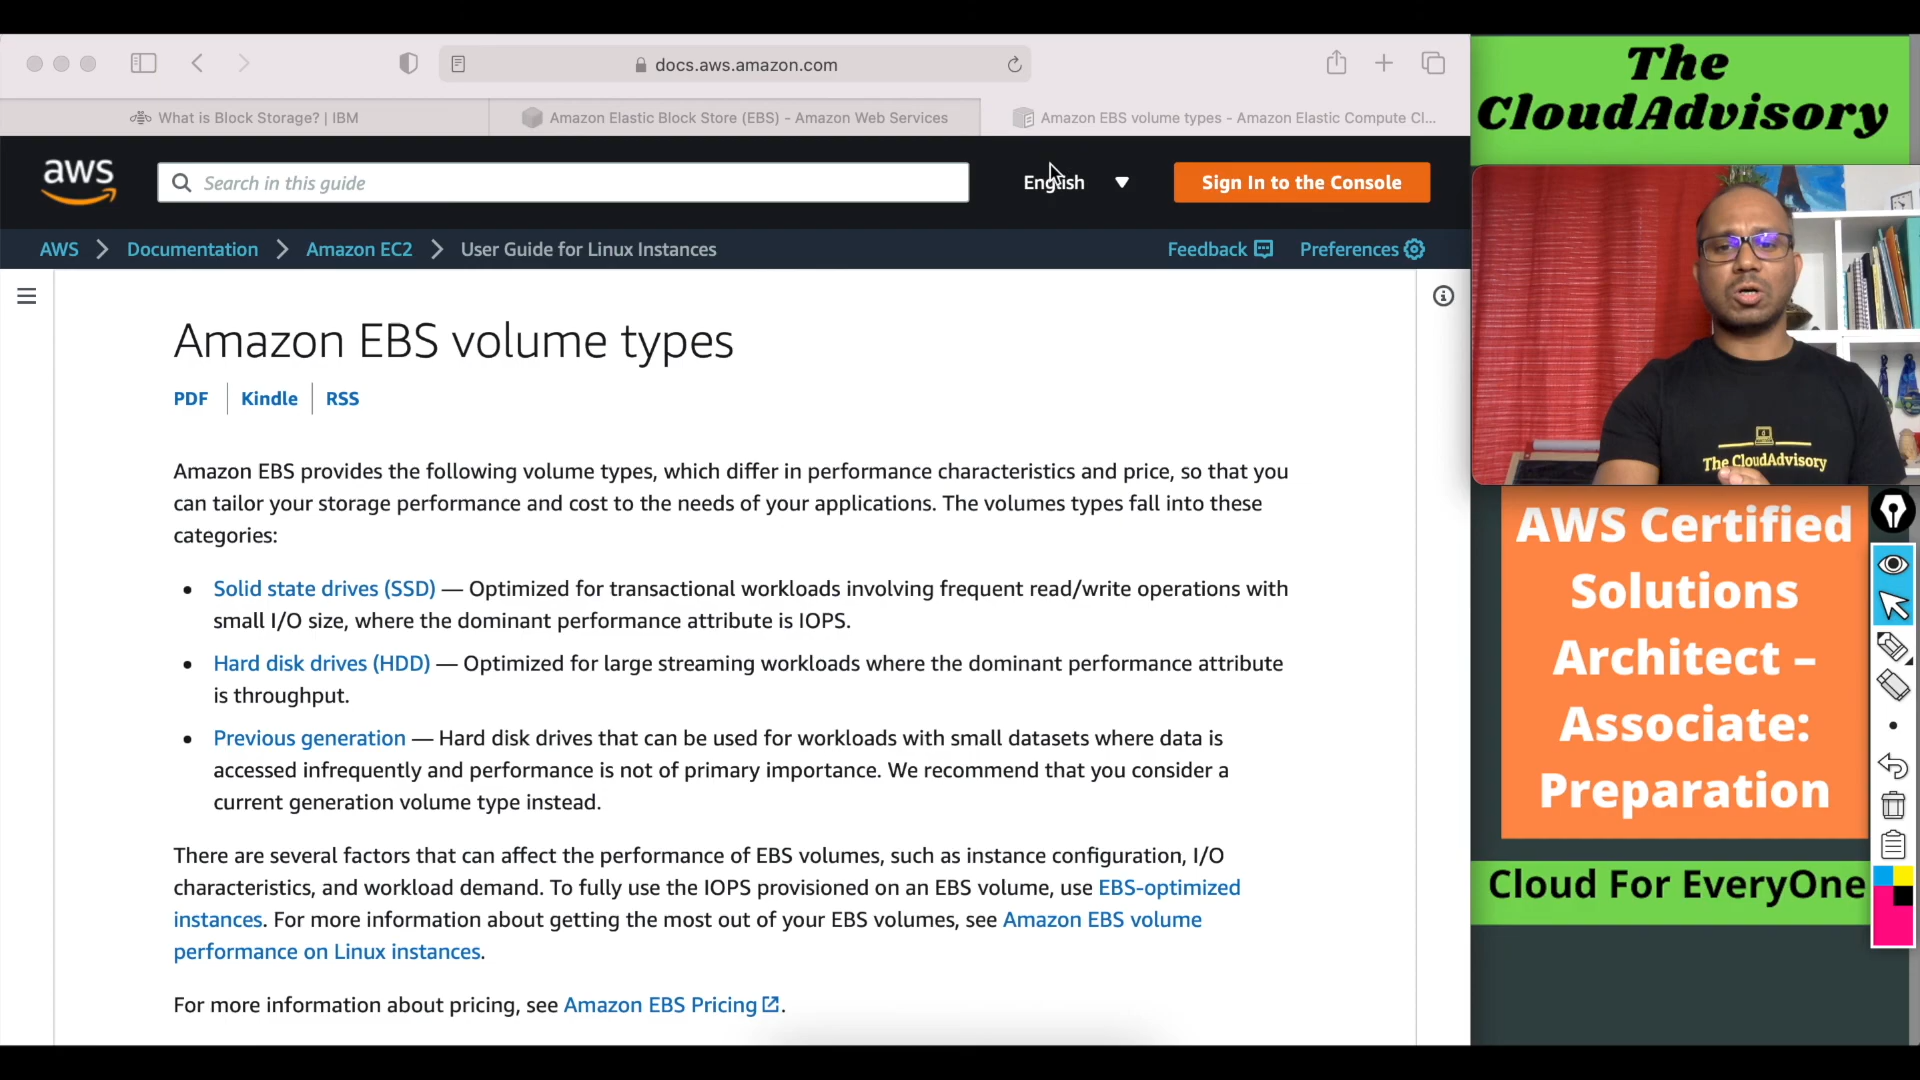 docs.aws.amazon.com
What is Block Storage? | IBM
Amazon Elastic Block Store (EBS) - Amazon Web Services
Amazon EBS volume types - Amazon Elastic Compute Cl...
aws
Search in this guide
English
Sign In to the Console
AWS
Documentation
Amazon EC2
User Guide for Linux Instances
Feedback
Preferences
Amazon EBS volume types
PDF
Kindle
RSS
Amazon EBS provides the following volume types, which differ in performance characteristics and price, so that you
can tailor your storage performance and cost to the needs of your applications. The volumes types fall into these
categories:
Solid state drives (SSD) — Optimized for transactional workloads involving frequent read/write operations with
small I/O size, where the dominant performance attribute is IOPS.
Hard disk drives (HDD) — Optimized for large streaming workloads where the dominant performance attribute
is throughput.
Previous generation — Hard disk drives that can be used for workloads with small datasets where data is
accessed infrequently and performance is not of primary importance. We recommend that you consider a
current generation volume type instead.
There are several factors that can affect the performance of EBS volumes, such as instance configuration, I/O
characteristics, and workload demand. To fully use the IOPS provisioned on an EBS volume, use EBS-optimized
instances. For more information about getting the most out of your EBS volumes, see Amazon EBS volume
performance on Linux instances.
For more information about pricing, see Amazon EBS Pricing.
The
CloudAdvisory
The CloudAdvisory
AWS Certified
Solutions
Architect –
Associate:
Preparation
Cloud For EveryOne